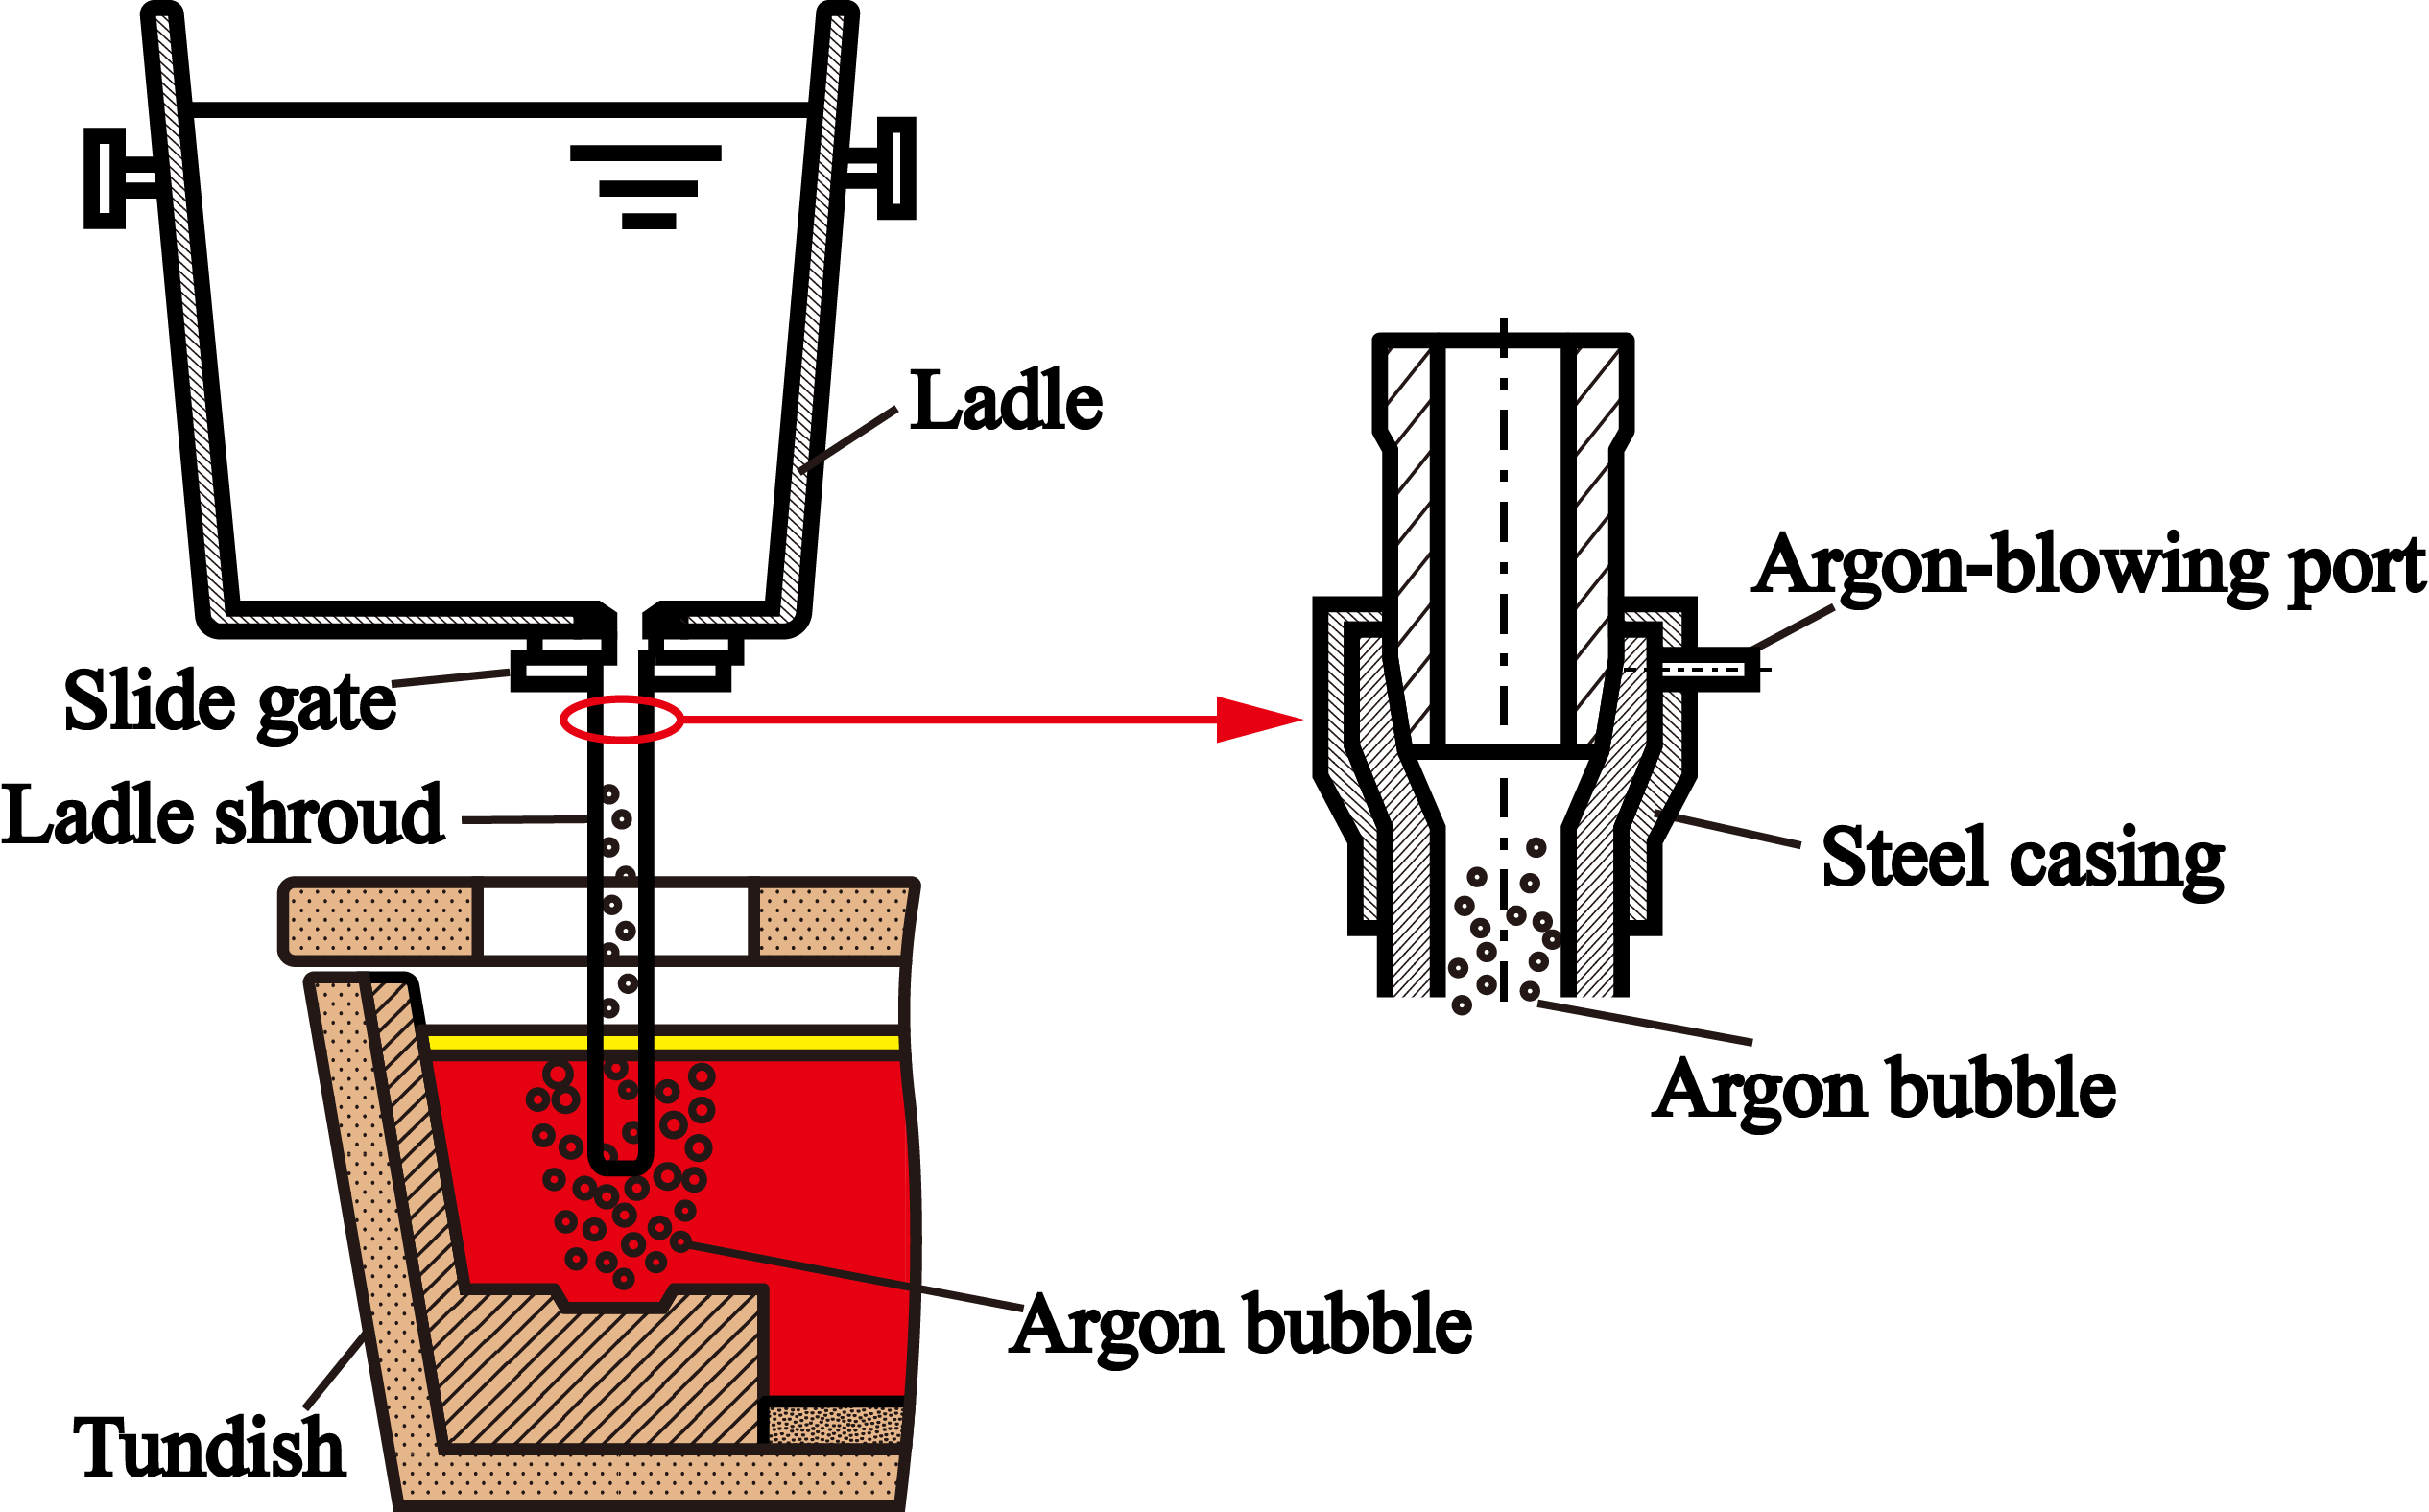 Ladle
Argon-blowing port
Slide gate
Ladle shroud
Steel casing
Argon bubble
Argon bubble
Tundish